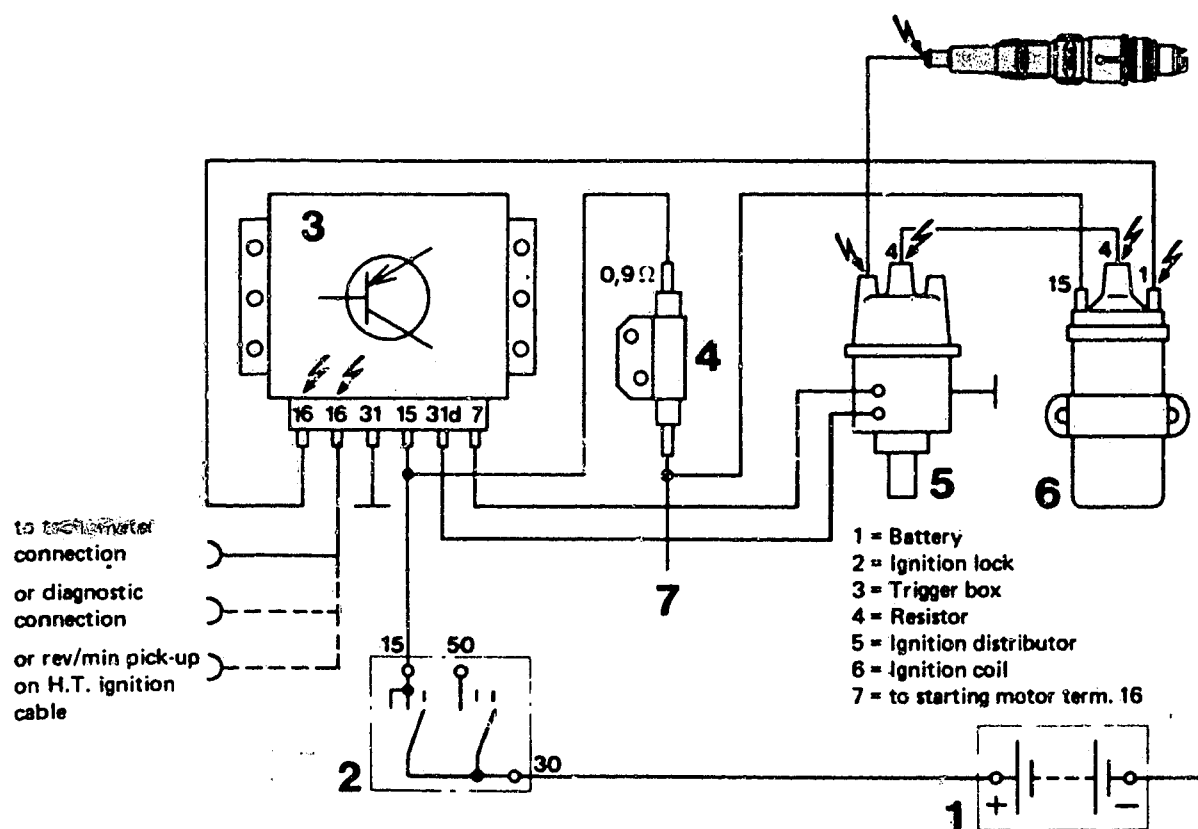 3
0,9Ω
4
4
4
15
1
16 16 31 15 31d 7
5
6
to
connection
or diagnostic
connection
or rev/min pick-up
on H.T. ignition
cable
7
1 = Battery
2 = Ignition lock
3 = Trigger box
4 = Resistor
5 = Ignition distributor
6 = Ignition coil
7 = to starting motor term. 16
15 50
2
30
1
+ −